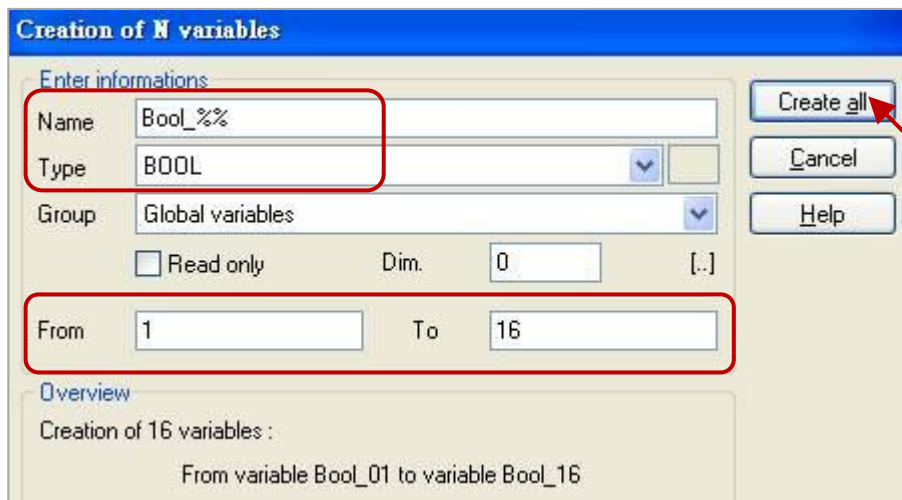 Creation of N variables
Enter informations
Name Bool_%%
Type BOOL
Group Global variables
Read only Dim. 0 [..]
From 1 To 16
Create all
Cancel
Help
Overview
Creation of 16 variables :
From variable Bool_01 to variable Bool_16